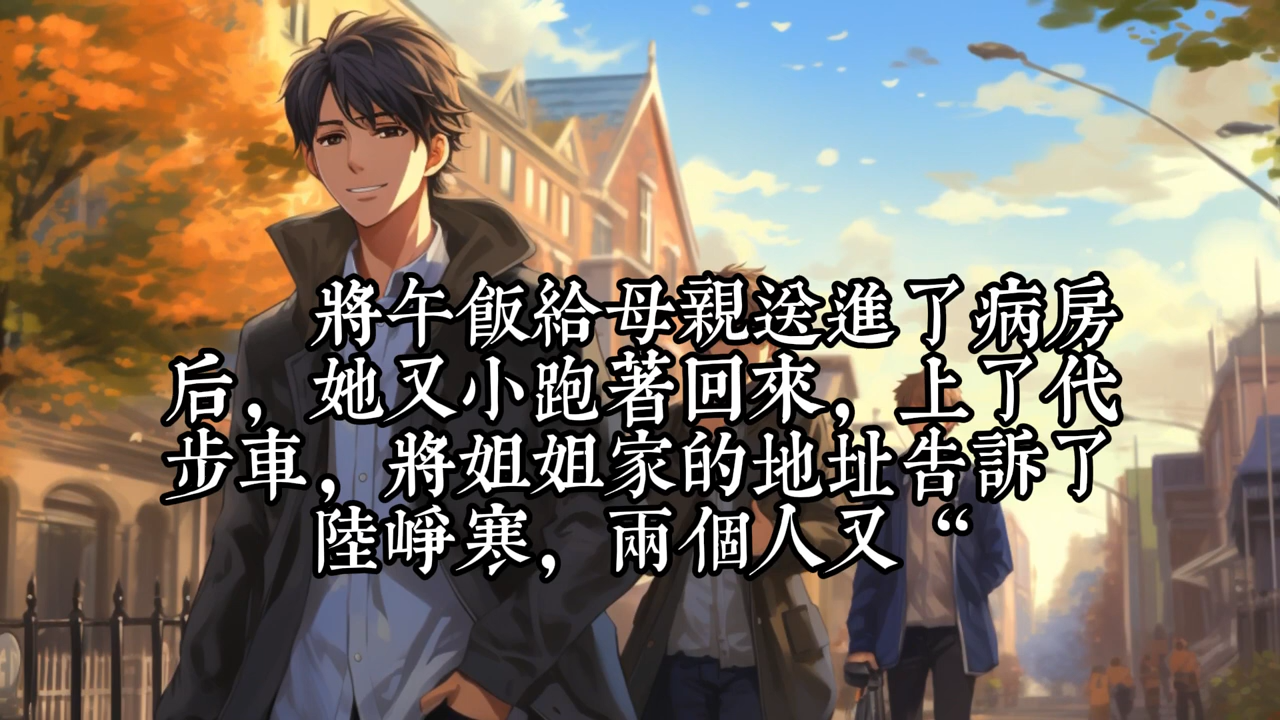 將午飯給母親送進了病房
后，她又小跑著回來，上了代
步車，將姐姐家的地址告訴了
陸崢寒，兩個人又“